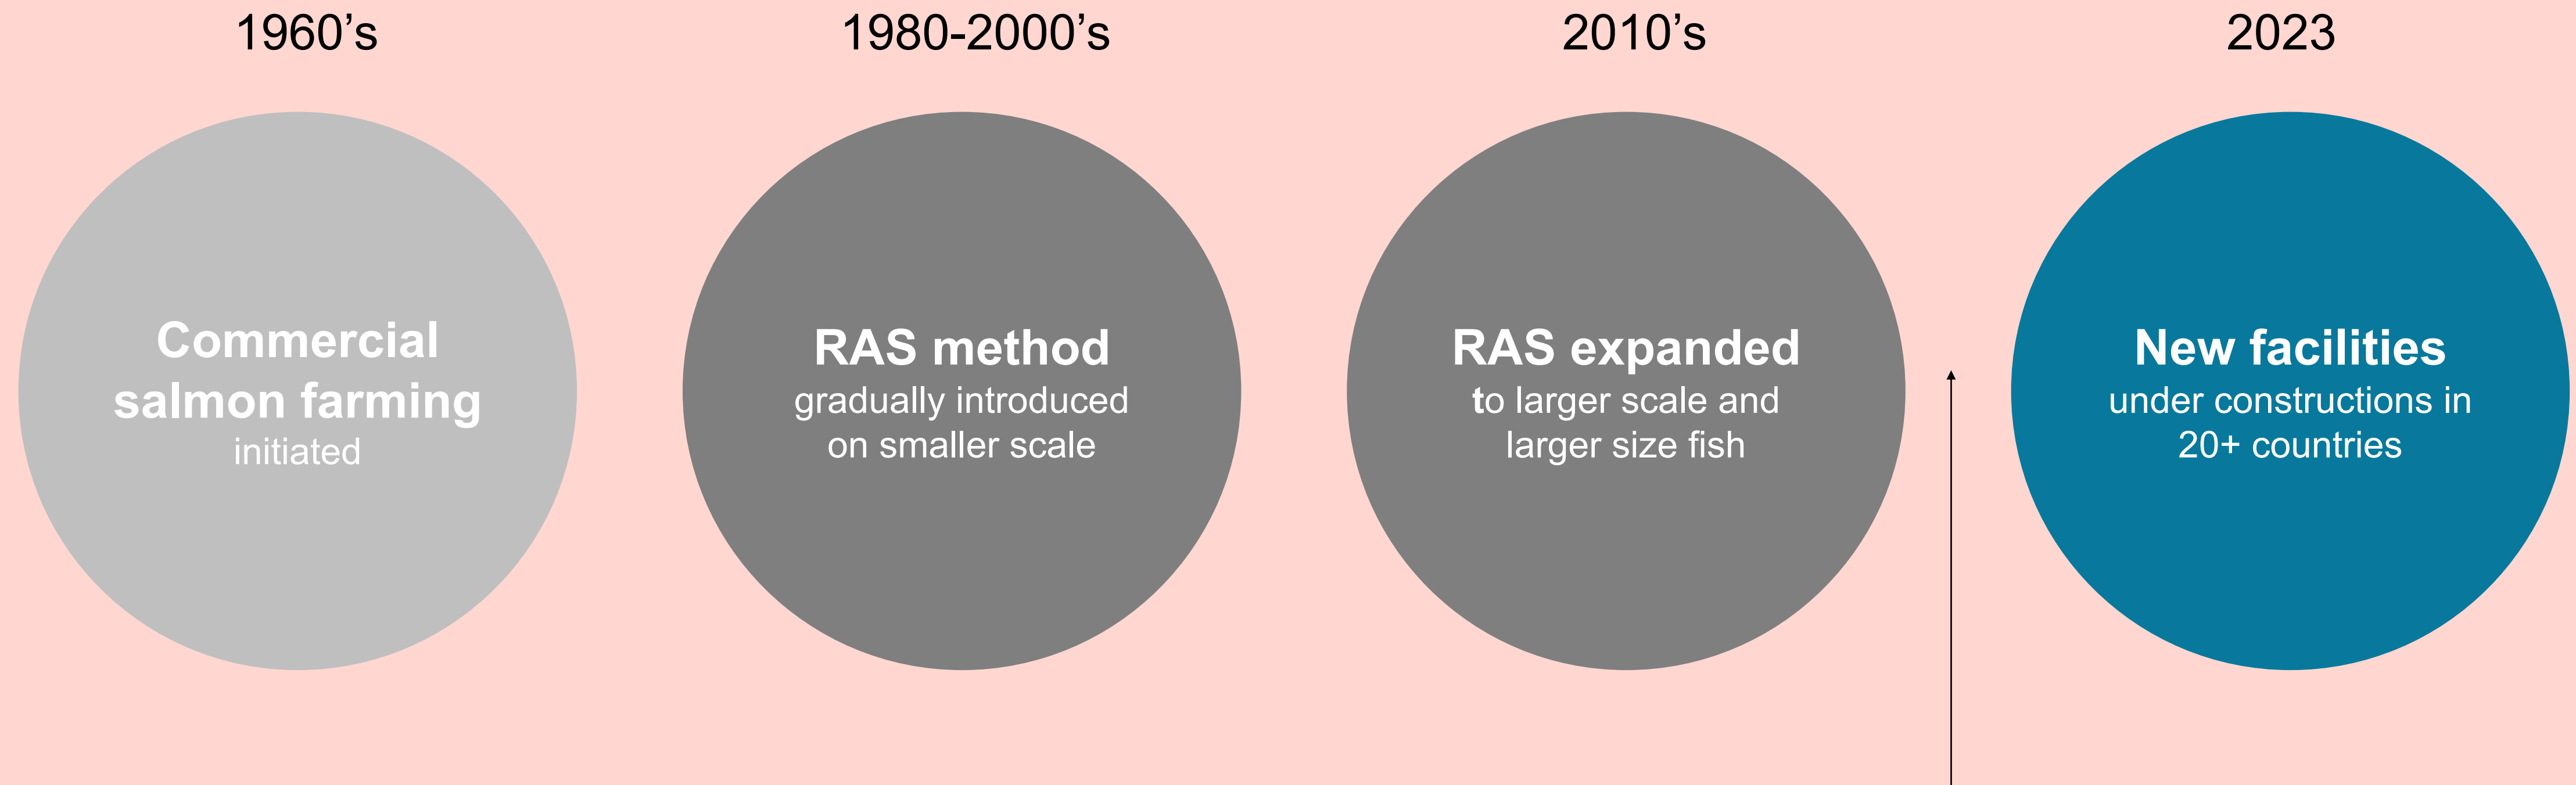 1960’s
Commercial
salmon farming
initiated
1980-2000’s
RAS method
gradually introduced
on smaller scale
2010’s
RAS expanded
to larger scale and
larger size fish
2023
New facilities
under constructions in
20+ countries